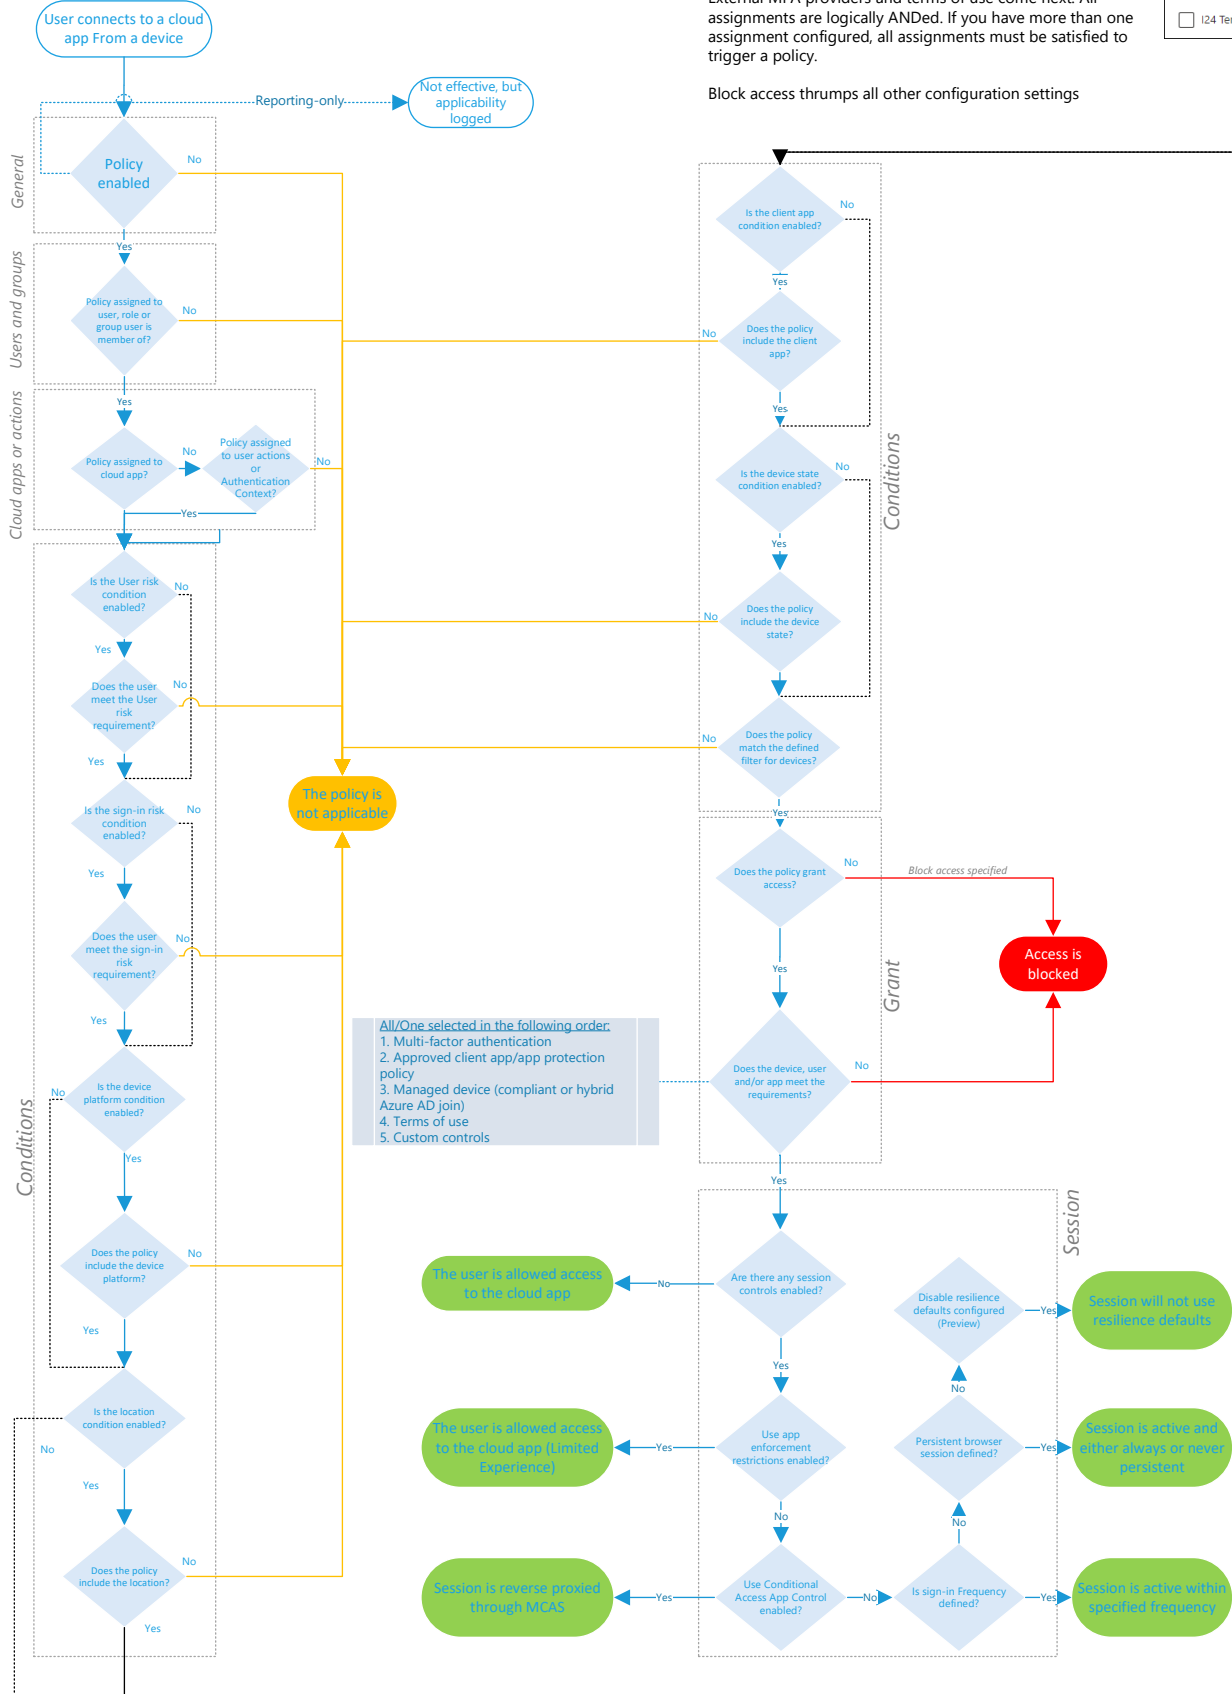 User connects to a cloud
app From a device
assignments are logically ANDed. If you have more than one
assignment configured, all assignments must be satisfied to
trigger a policy.
Block access thrumps all other configuration settings
Reporting-only
Not effective, but
applicability
logged
General
Policy
enabled
No
Yes
Users and groups
Policy assigned to
user, role or
group user is
member of?
No
Yes
Cloud apps or actions
Policy assigned to
cloud app?
No
Policy assigned
to user actions
or
Authentication
Context?
No
Yes
Conditions
Is the User risk
condition
enabled?
No
Yes
Does the user
meet the User
risk
requirement?
No
Yes
Is the sign-in risk
condition
enabled?
No
Yes
Does the user
meet the sign-in
risk
requirement?
No
Yes
Is the device
platform condition
enabled?
No
Yes
Does the policy
include the device
platform?
No
Yes
Is the location
condition enabled?
No
Yes
Does the policy
include the location?
No
Yes
The policy is
not applicable
Conditions
Is the client app
condition enabled?
No
Yes
Does the policy
include the client
app?
No
Yes
Is the device state
condition enabled?
No
Yes
Does the policy
include the device
state?
No
Does the policy
match the defined
filter for devices?
No
Yes
Grant
Does the policy grant
access?
No
Block access specified
Yes
Access is
blocked
All/One selected in the following order:
1. Multi-factor authentication
2. Approved client app/app protection
policy
3. Managed device (compliant or hybrid
Azure AD join)
4. Terms of use
5. Custom controls
Does the device, user
and/or app meet the
requirements?
No
Yes
Session
Are there any session
controls enabled?
No
The user is allowed access
to the cloud app
Yes
Use app
enforcement
restrictions enabled?
Yes
The user is allowed access
to the cloud app (Limited
Experience)
No
Use Conditional
Access App Control
enabled?
Yes
Session is reverse proxied
through MCAS
No
Is sign-in Frequency
defined?
Yes
Session is active within
specified frequency
No
Persistent browser
session defined?
Yes
Session is active and
either always or never
persistent
No
Disable resilience
defaults configured
(Preview)
Yes
Session will not use
resilience defaults